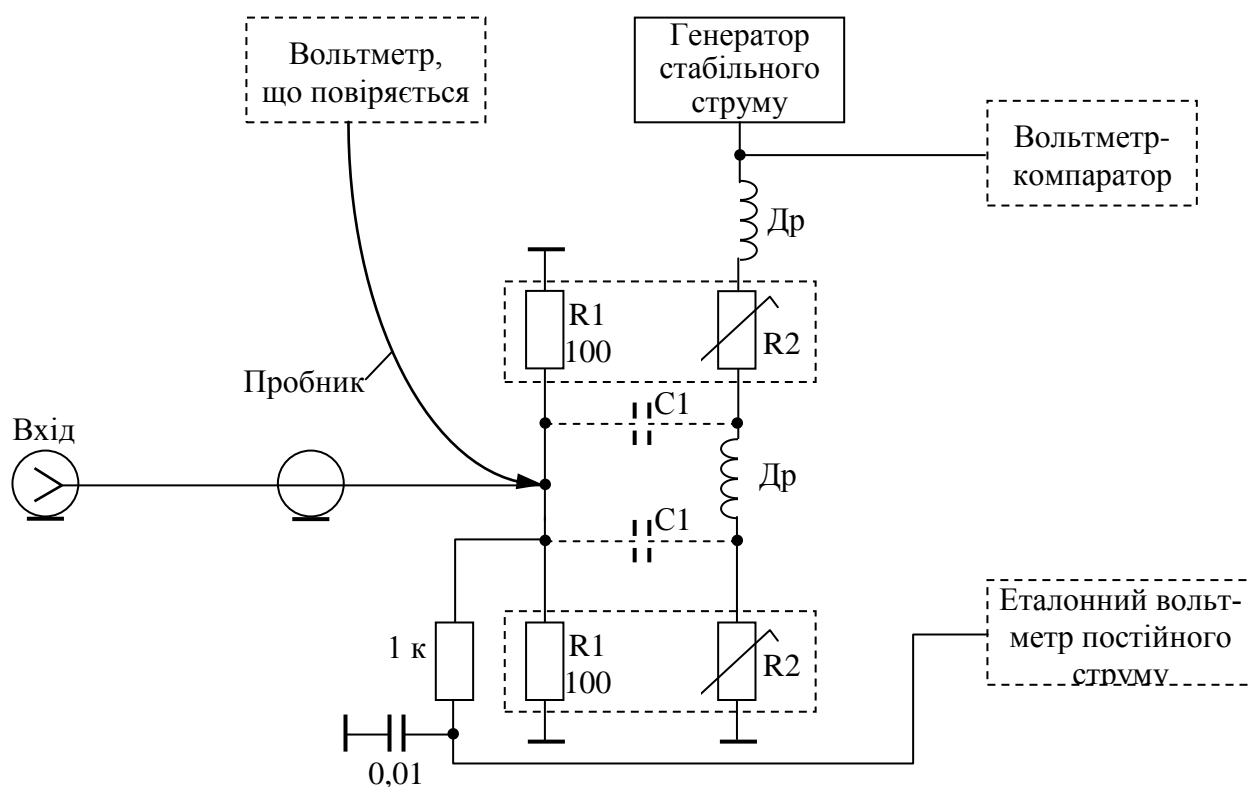 Вольтметр,
що повіряється
Генератор
стабільного
струму
Вольтметр-
компаратор
Др
R1
100
R2
Пробник
C1
Вхід
Др
C1
Еталонний вольт-
метр постійного
струму
1 к
R1
100
R2
0,01